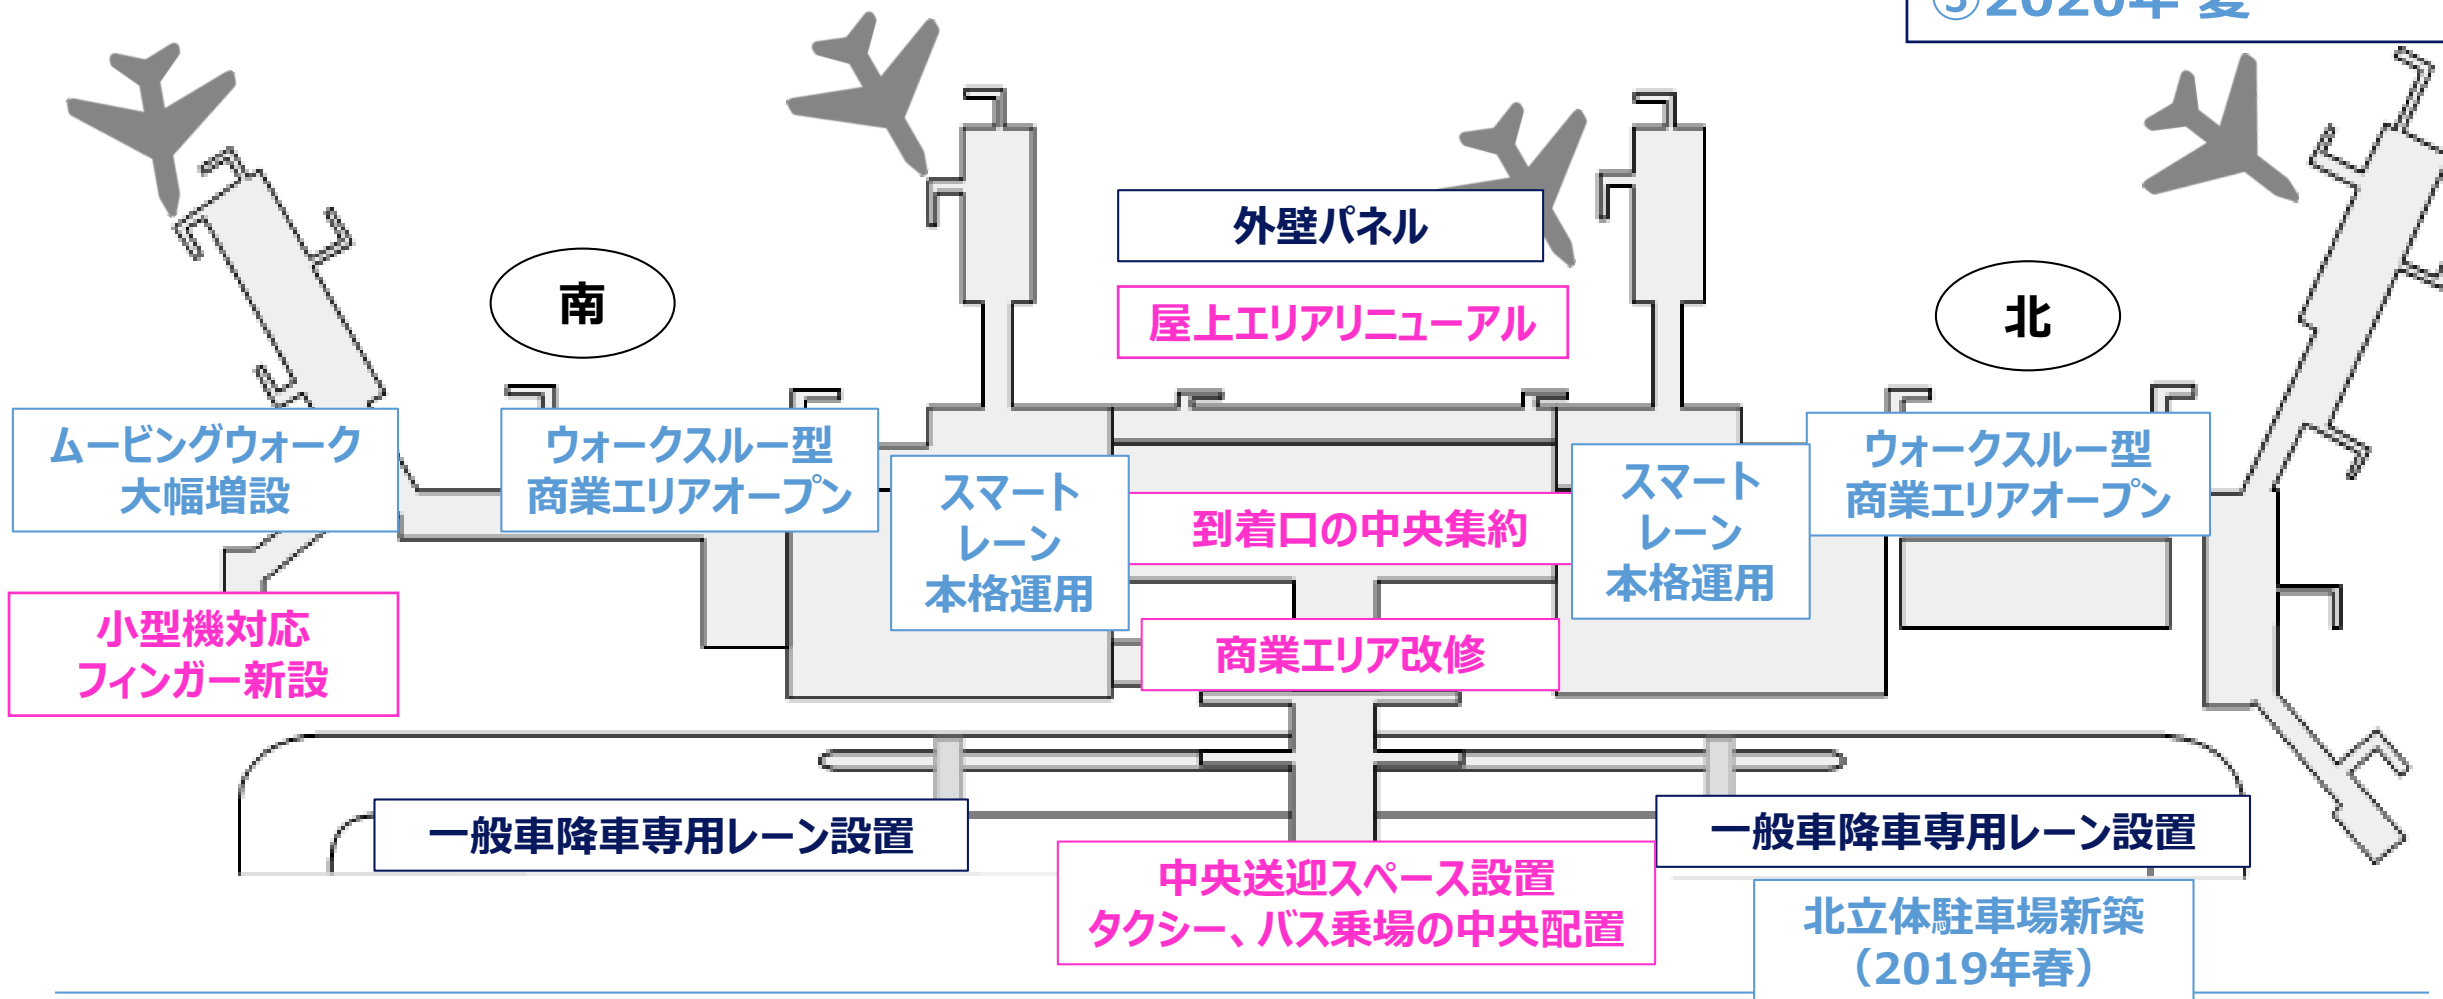 ③2020年 夏
外壁パネル
屋上エリアリニューアル
南
北
ムービングウォーク
大幅増設
ウォークスルー型
商業エリアオープン
スマート
レーン
本格運用
到着口の中央集約
スマート
レーン
本格運用
ウォークスルー型
商業エリアオープン
小型機対応
フィンガー新設
商業エリア改修
一般車降車専用レーン設置
一般車降車専用レーン設置
中央送迎スペース設置
タクシー、バス乗場の中央配置
北立体駐車場新築
（2019年春）